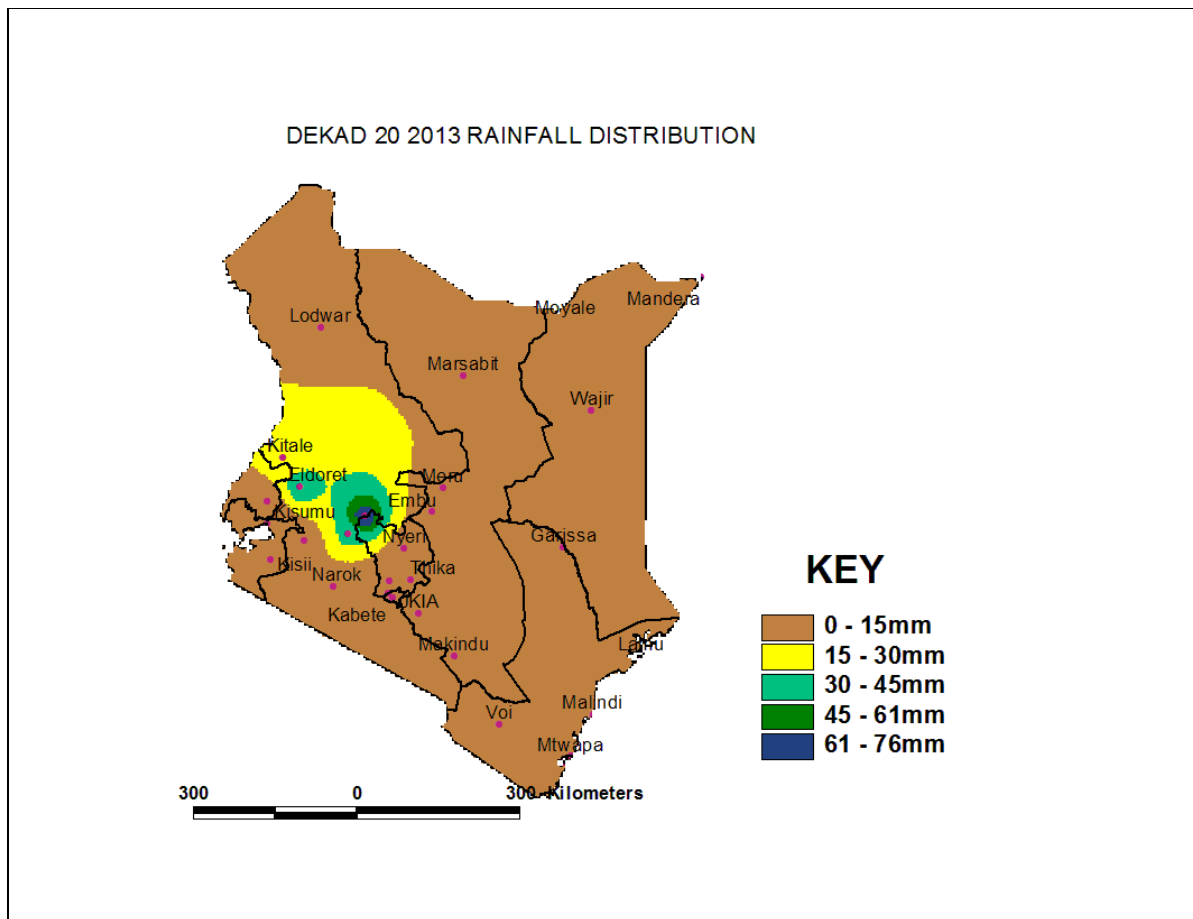 DEKAD 20 2013 RAINFALL DISTRIBUTION
Mandera
Moyale
Lodwar
Marsabit
Wajir
Kitale
Eldoret
Meru
Embu
Kisumu
Nyeri
Garissa
Kisii
Thika
Narok
Kabete
JKIA
Makindu
Lamu
Malindi
Voi
Mtwapa
KEY
0 - 15mm
15 - 30mm
30 - 45mm
45 - 61mm
61 - 76mm
300 0 300 Kilometers